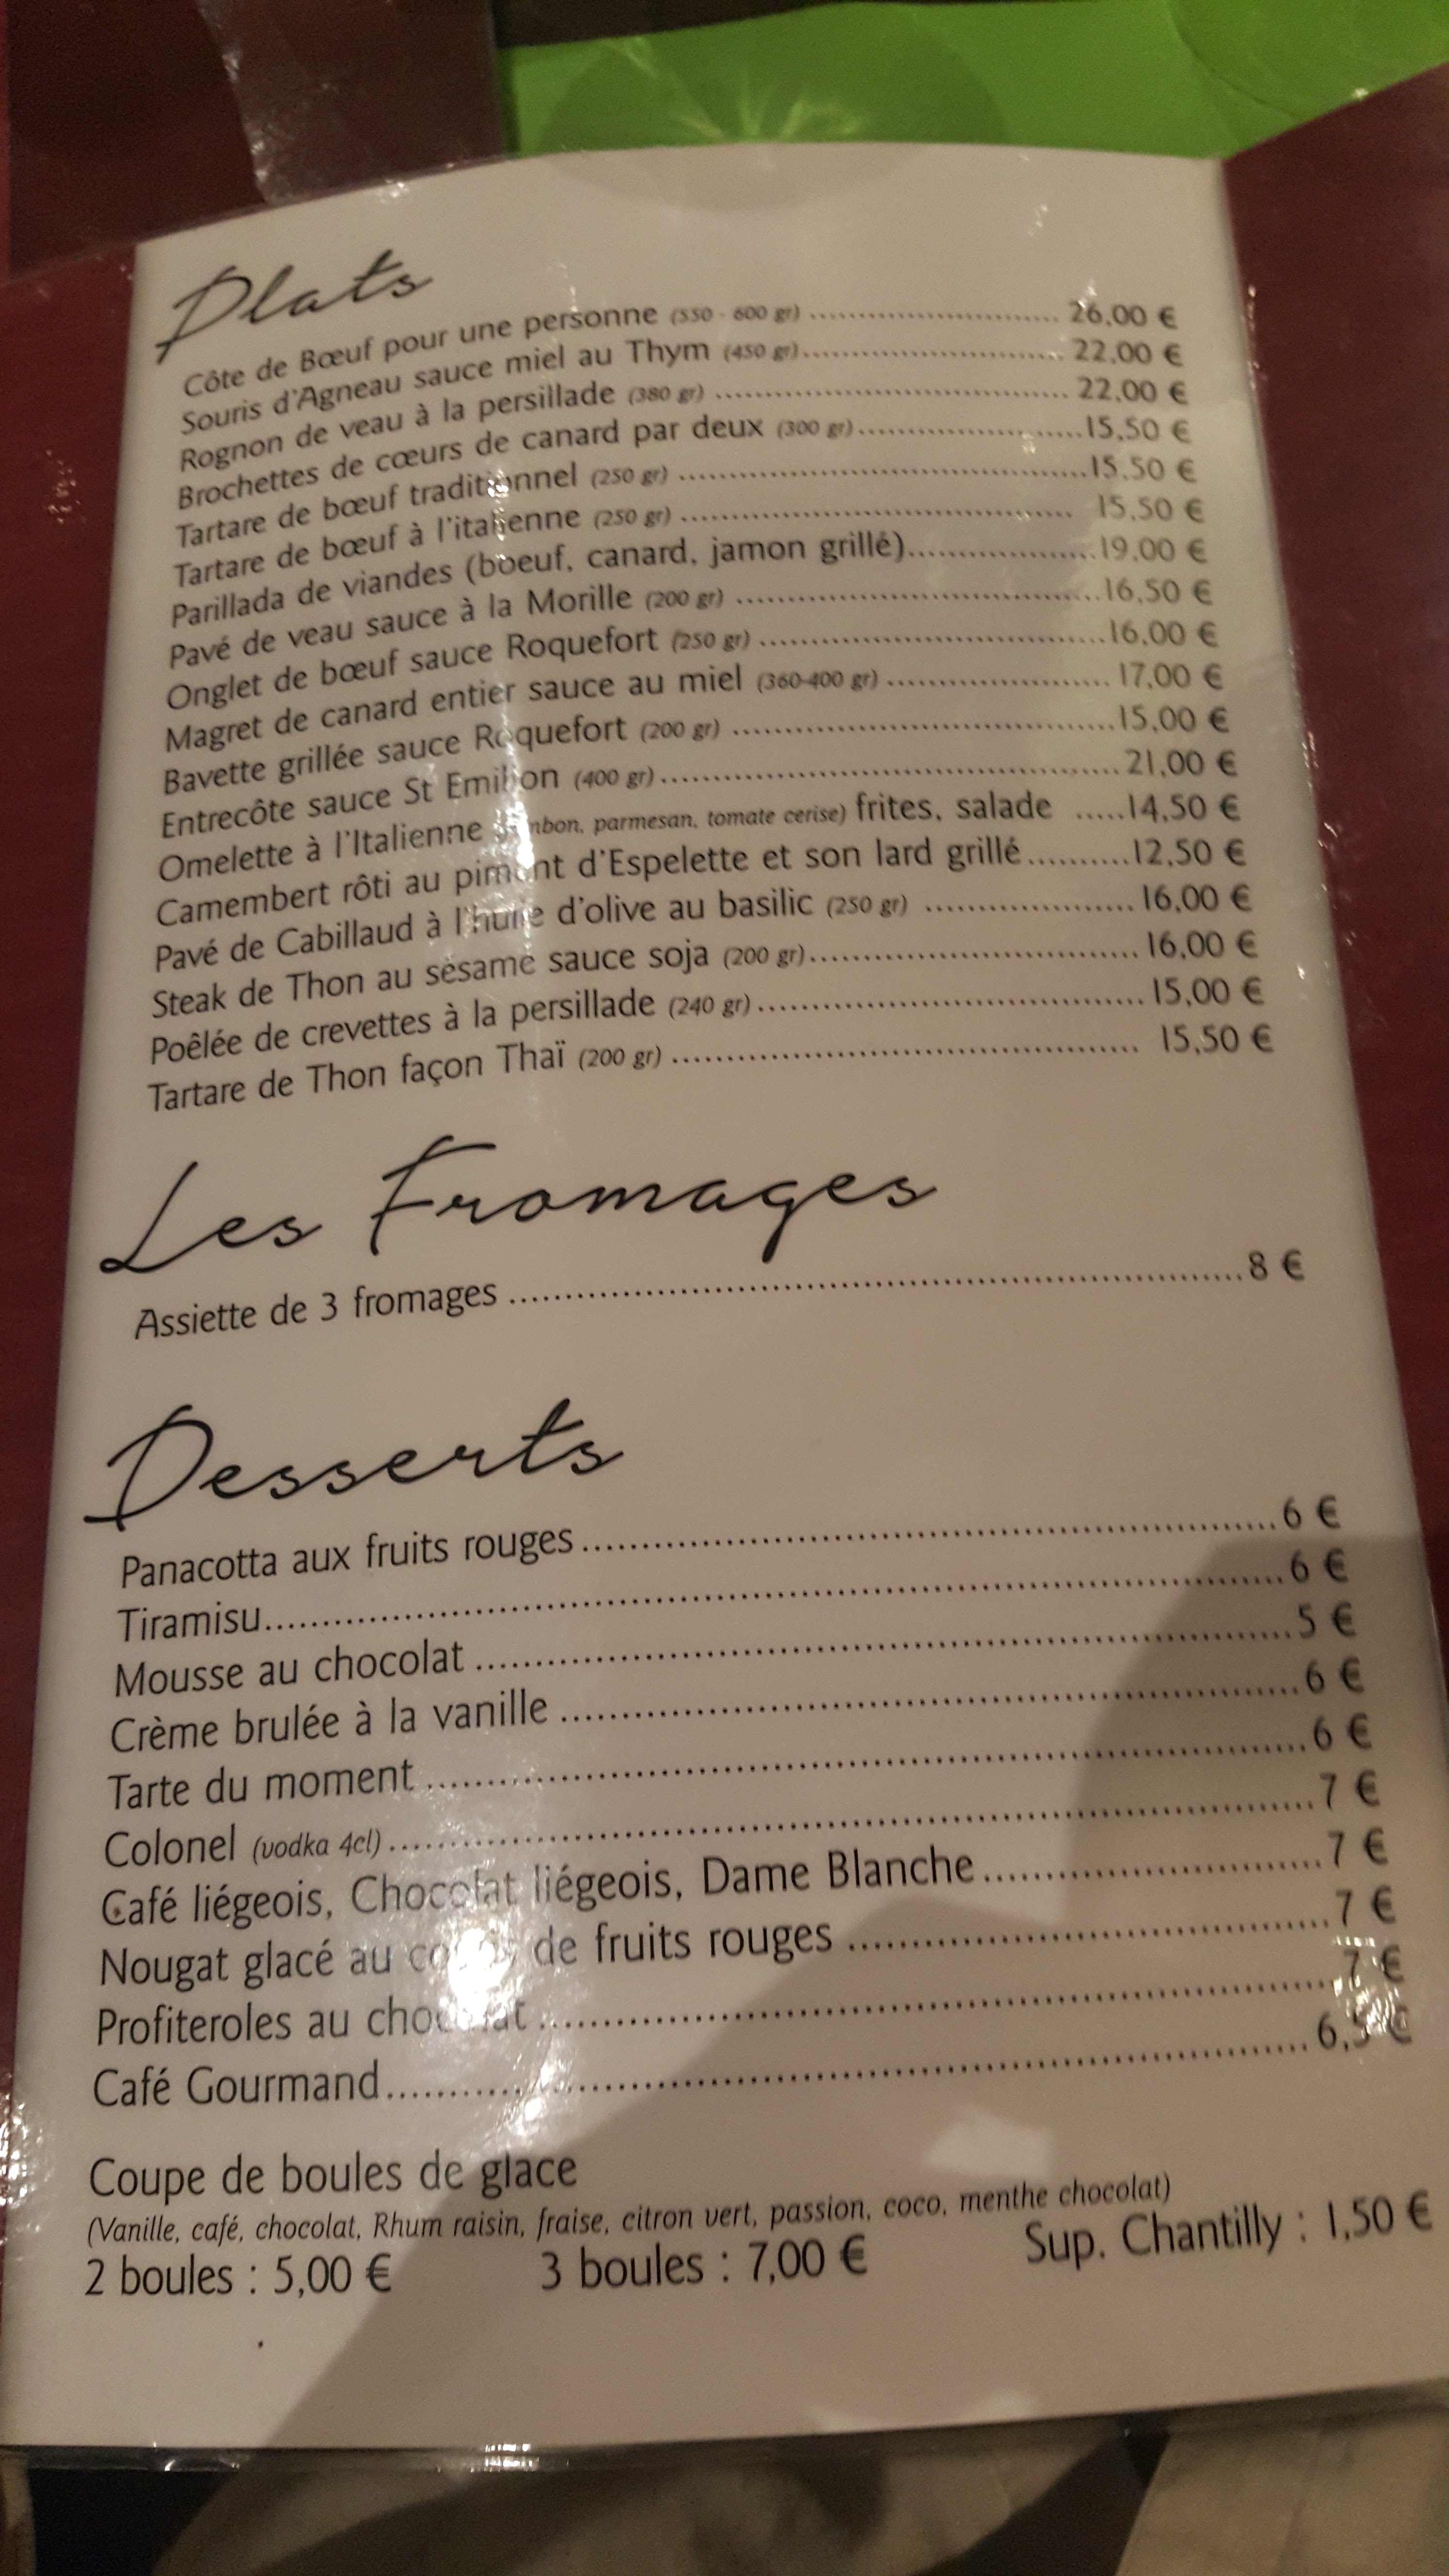 Plats
Côte de Bœuf pour une personne (550 - 600 gr) .......... 26,00 €
Souris d'Agneau sauce miel au Thym (450 gr).......... 22,00 €
Rognon de veau à la persillade (380 gr) .......... 22,00 €
Brochettes de cœurs de canard par deux (300 gr)..........15,50 €
Tartare de bœuf traditionnel (250 gr) ..........15,50 €
Tartare de bœuf à l'italienne (250 gr) .......... 15,50 €
Parillada de viandes (boeuf, canard, jamon grillé)..........19,00 €
Pavé de veau sauce à la Morille (200 gr) ..........16,50 €
Onglet de bœuf sauce Roquefort (250 gr) ..........16,00 €
Magret de canard entier sauce au miel (360-400 gr) .......... 17,00 €
Bavette grillée sauce Roquefort (200 gr) ..........15,00 €
Entrecôte sauce St Emilion (400 gr).......... 21,00 €
Omelette à l'Italienne parmesan, tomate cerise) frites, salade .....14,50 €
Camembert rôti au piment d'Espelette et son lard grillé..........12,50 €
Pavé de Cabillaud à l'huile d'olive au basilic (250 gr) .......... 16,00 €
Steak de Thon au sésame sauce soja (200 gr).......... 16,00 €
Poêlée de crevettes à la persillade (240 gr).......... 15,00 €
Tartare de Thon façon Thaï (200 gr) .......... 15,50 €
Les Fromages
Assiette de 3 fromages ..........8 €
Desserts
Panacotta aux fruits rouges ..........6 €
Tiramisu..........6 €
Mousse au chocolat ..........5 €
Crème brulée à la vanille ..........6 €
Tarte du moment ..........6 €
Colonel (vodka 4cl) ..........7 €
Café liégeois, Chocolat liégeois, Dame Blanche..........7 €
Nougat glacé au de fruits rouges ..........7 €
Profiteroles au chocolat ..........7 €
Café Gourmand..........6,5 €
Coupe de boules de glace
(Vanille, café, chocolat, Rhum raisin, fraise, citron vert, passion, coco, menthe chocolat)
2 boules : 5,00 € 3 boules : 7,00 € Sup. Chantilly : 1,50 €